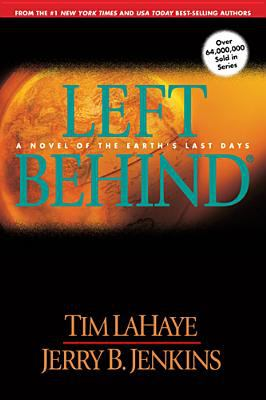 FROM THE #1 NEW YORK TIMES AND USA TODAY BEST-SELLING AUTHORS
Over
64,000,000
Sold in
Series
LEFT
BEHIND®
A NOVEL OF THE EARTH'S LAST DAYS
TIM LAHAYE
JERRY B. JENKINS